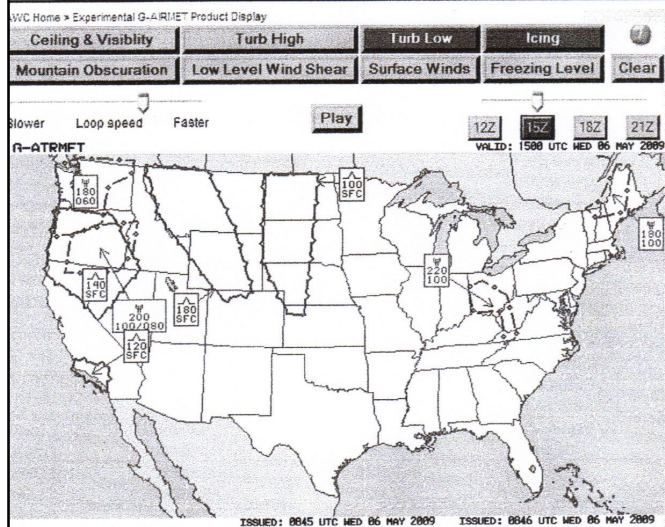 AWC Home > Experimental G-AIRMET Product Display
Ceiling & Visiblity Turb High Turb Low Icing ?
Mountain Obscuration Low Level Wind Shear Surface Winds Freezing Level Clear
Slower Loop speed Faster Play 12Z 15Z 18Z 21Z
G-AIRMET VALID: 1500 UTC WED 06 MAY 2009
180
060
100
SFC
180
100
220
100
140
SFC
180
SFC
200
100/080
120
SFC
ISSUED: 0845 UTC WED 06 MAY 2009 ISSUED: 0846 UTC WED 06 MAY 2009